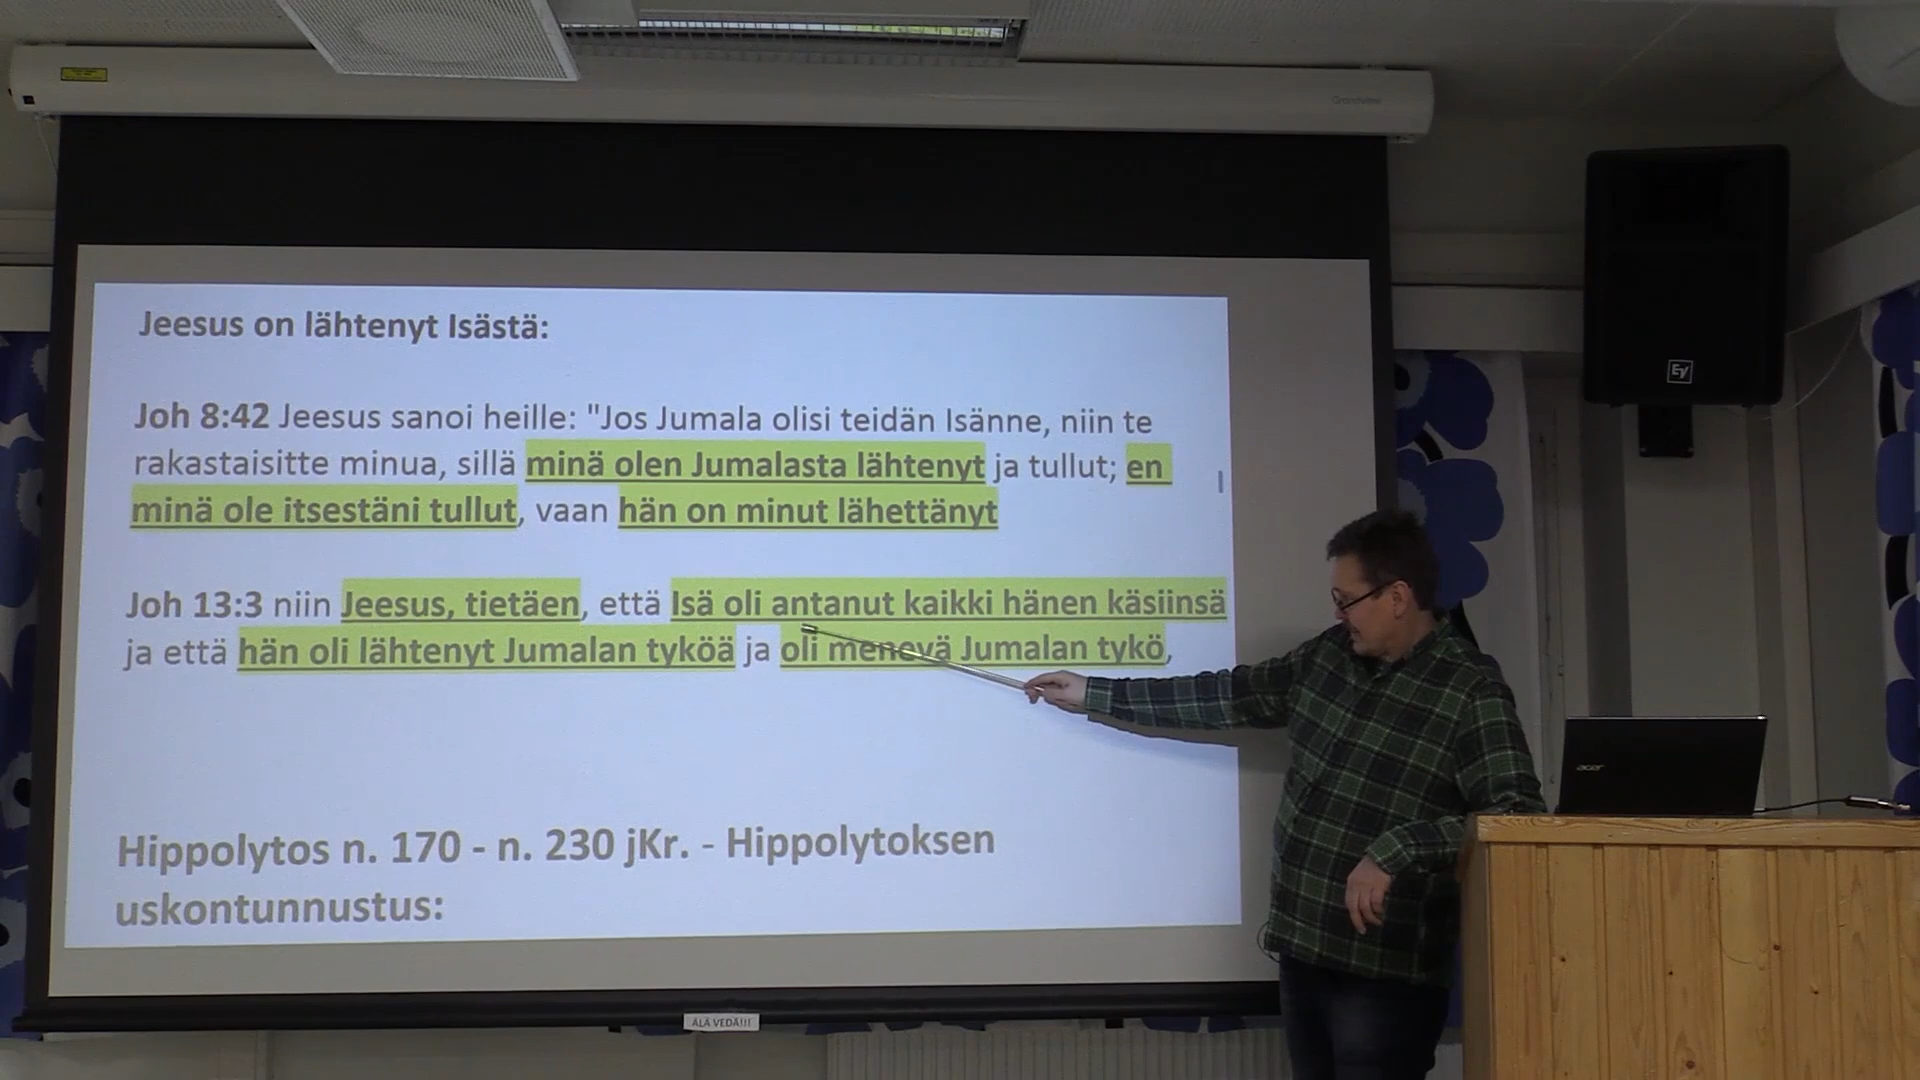 Grandview
Jeesus on lähtenyt Isästä:
Joh 8:42 Jeesus sanoi heille: "Jos Jumala olisi teidän Isänne, niin te
rakastaisitte minua, sillä minä olen Jumalasta lähtenyt ja tullut; en
minä ole itsestäni tullut, vaan hän on minut lähettänyt
Joh 13:3 niin Jeesus, tietäen, että Isä oli antanut kaikki hänen käsiinsä
ja että hän oli lähtenyt Jumalan tyköä ja oli menevä Jumalan tykö,
Hippolytos n. 170 - n. 230 jKr. - Hippolytoksen
uskontunnustus:
ÄLÄ VEDÄ!!!
EV
acer